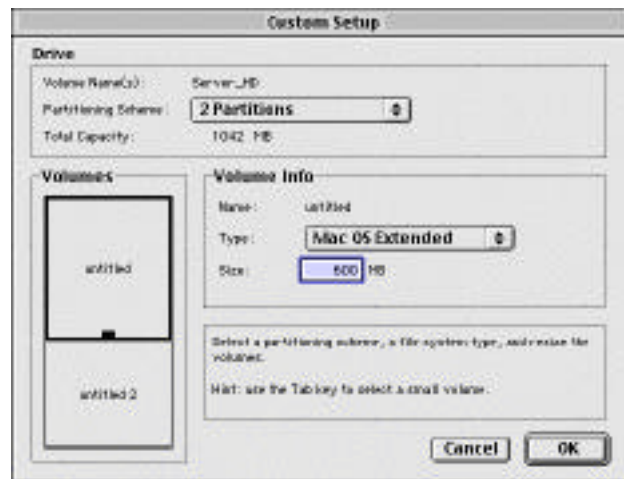 Custom Setup
Drive
Volume Name(s): Server_HD
Partitioning Scheme: 2 Partitions
Total Capacity: 1042 MB
Volumes
untitled
untitled 2
Volume Info
Name: untitled
Type: Mac OS Extended
Size: 600 MB
Select a partitioning scheme, a file system type, and resize the
volumes.
Hint: use the Tab key to select a small volume.
Cancel OK